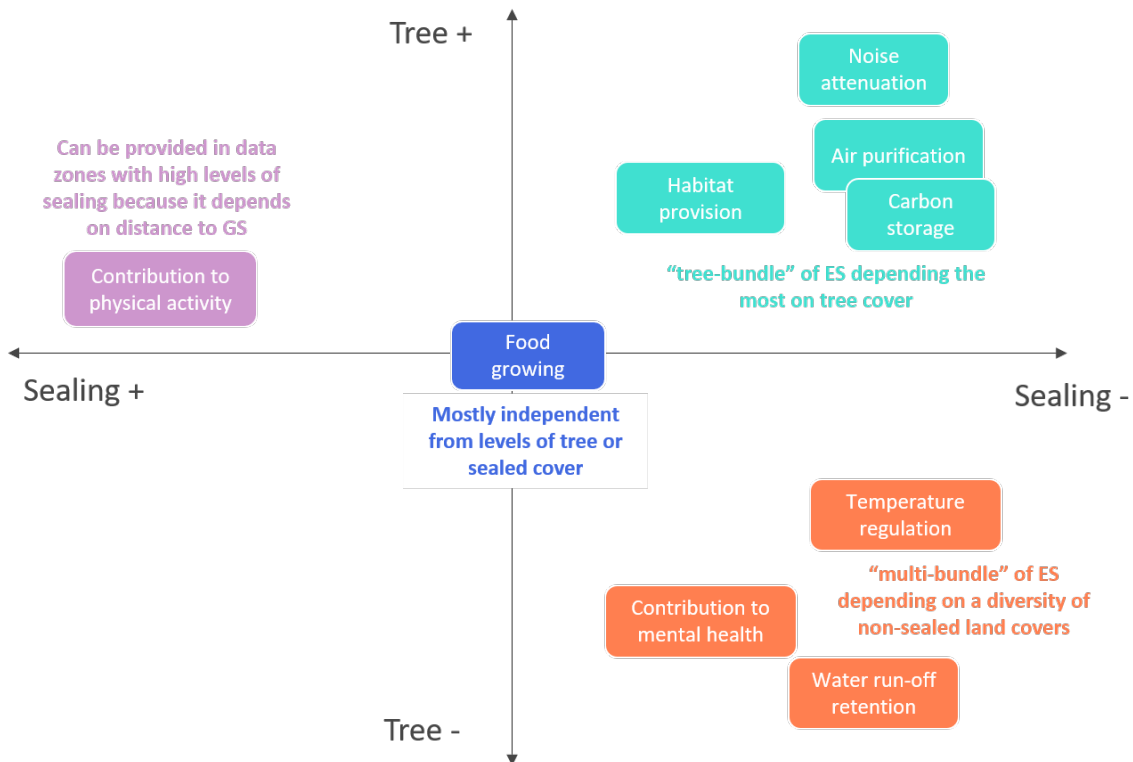 Tree +
Noise
attenuation
Can be provided in data
zones with high levels of
sealing because it depends
on distance to GS
Air purification
Habitat
provision
Carbon
storage
Contribution to
physical activity
“tree-bundle” of ES depending the
most on tree cover
Food
growing
Sealing +
Sealing -
Mostly independent
from levels of tree or
sealed cover
Temperature
regulation
“multi-bundle” of ES
depending on a diversity of
non-sealed land covers
Contribution to
mental health
Water run-off
retention
Tree -